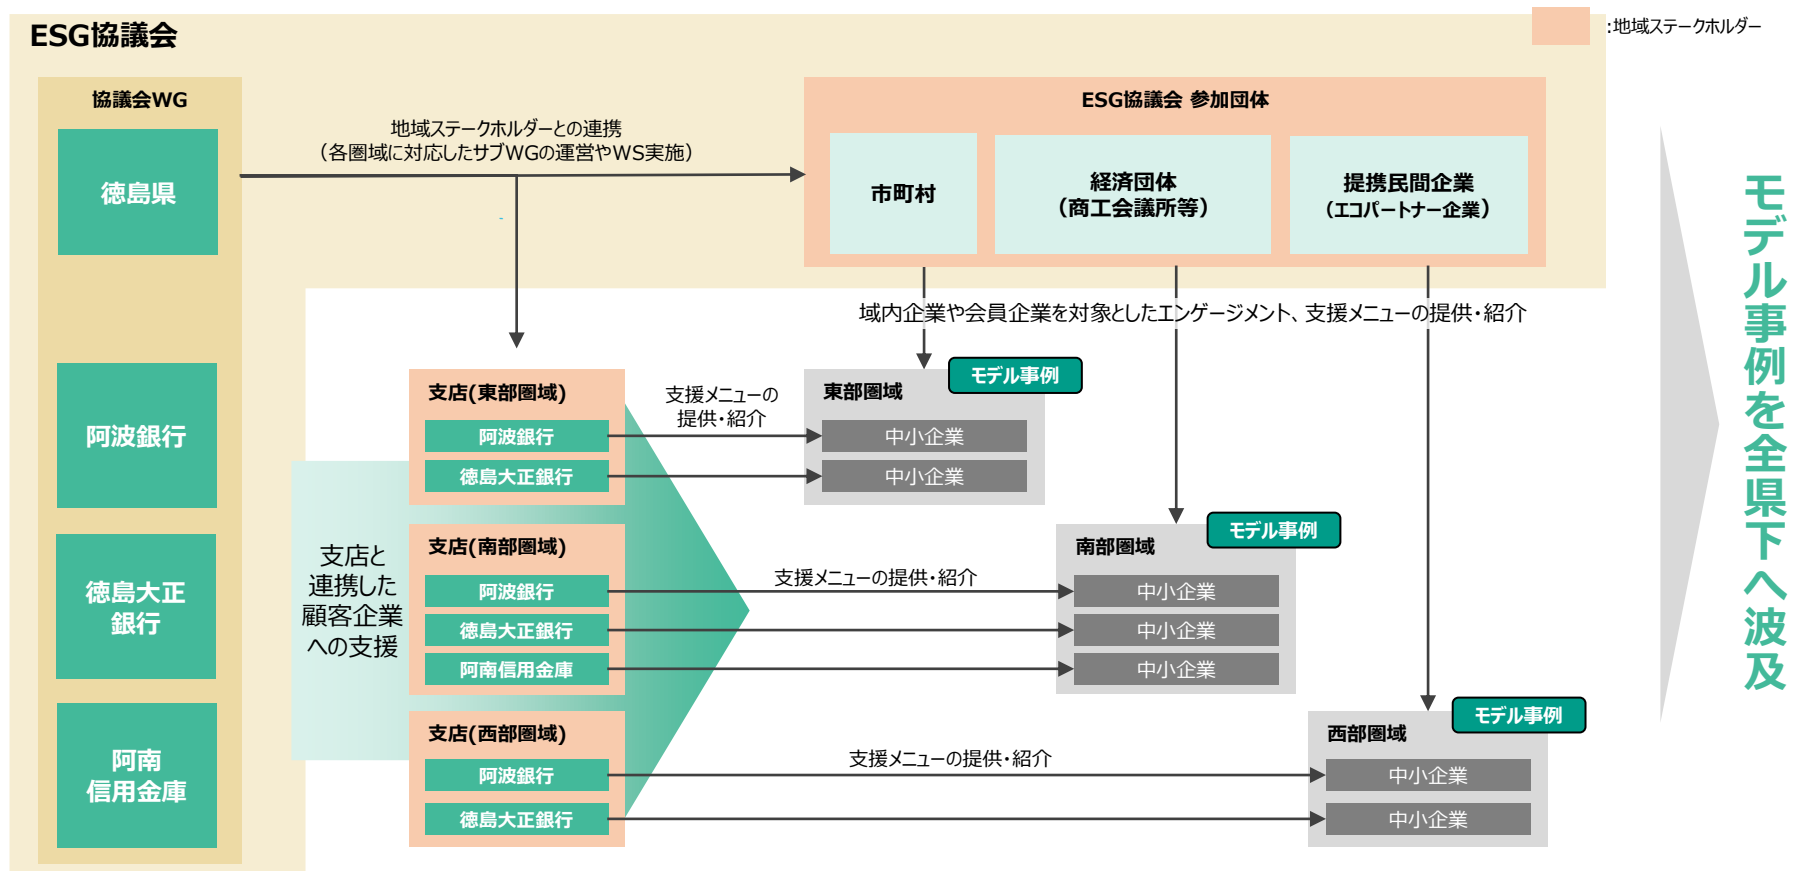 ESG協議会
:地域ステークホルダー
協議会WG
徳島県
阿波銀行
徳島大正
銀行
阿南
信用金庫
地域ステークホルダーとの連携
（各圏域に対応したサブWGの運営やWS実施）
ESG協議会 参加団体
市町村
経済団体
（商工会議所等）
提携民間企業
（エコパートナー企業）
域内企業や会員企業を対象としたエンゲージメント、支援メニューの提供・紹介
支店と
連携した
顧客企業
への支援
支店(東部圏域)
阿波銀行
徳島大正銀行
支援メニューの
提供・紹介
東部圏域
モデル事例
中小企業
中小企業
支店(南部圏域)
阿波銀行
徳島大正銀行
阿南信用金庫
支援メニューの提供・紹介
南部圏域
モデル事例
中小企業
中小企業
中小企業
支店(西部圏域)
阿波銀行
徳島大正銀行
支援メニューの提供・紹介
西部圏域
モデル事例
中小企業
中小企業
モデル事例を全県下へ波及